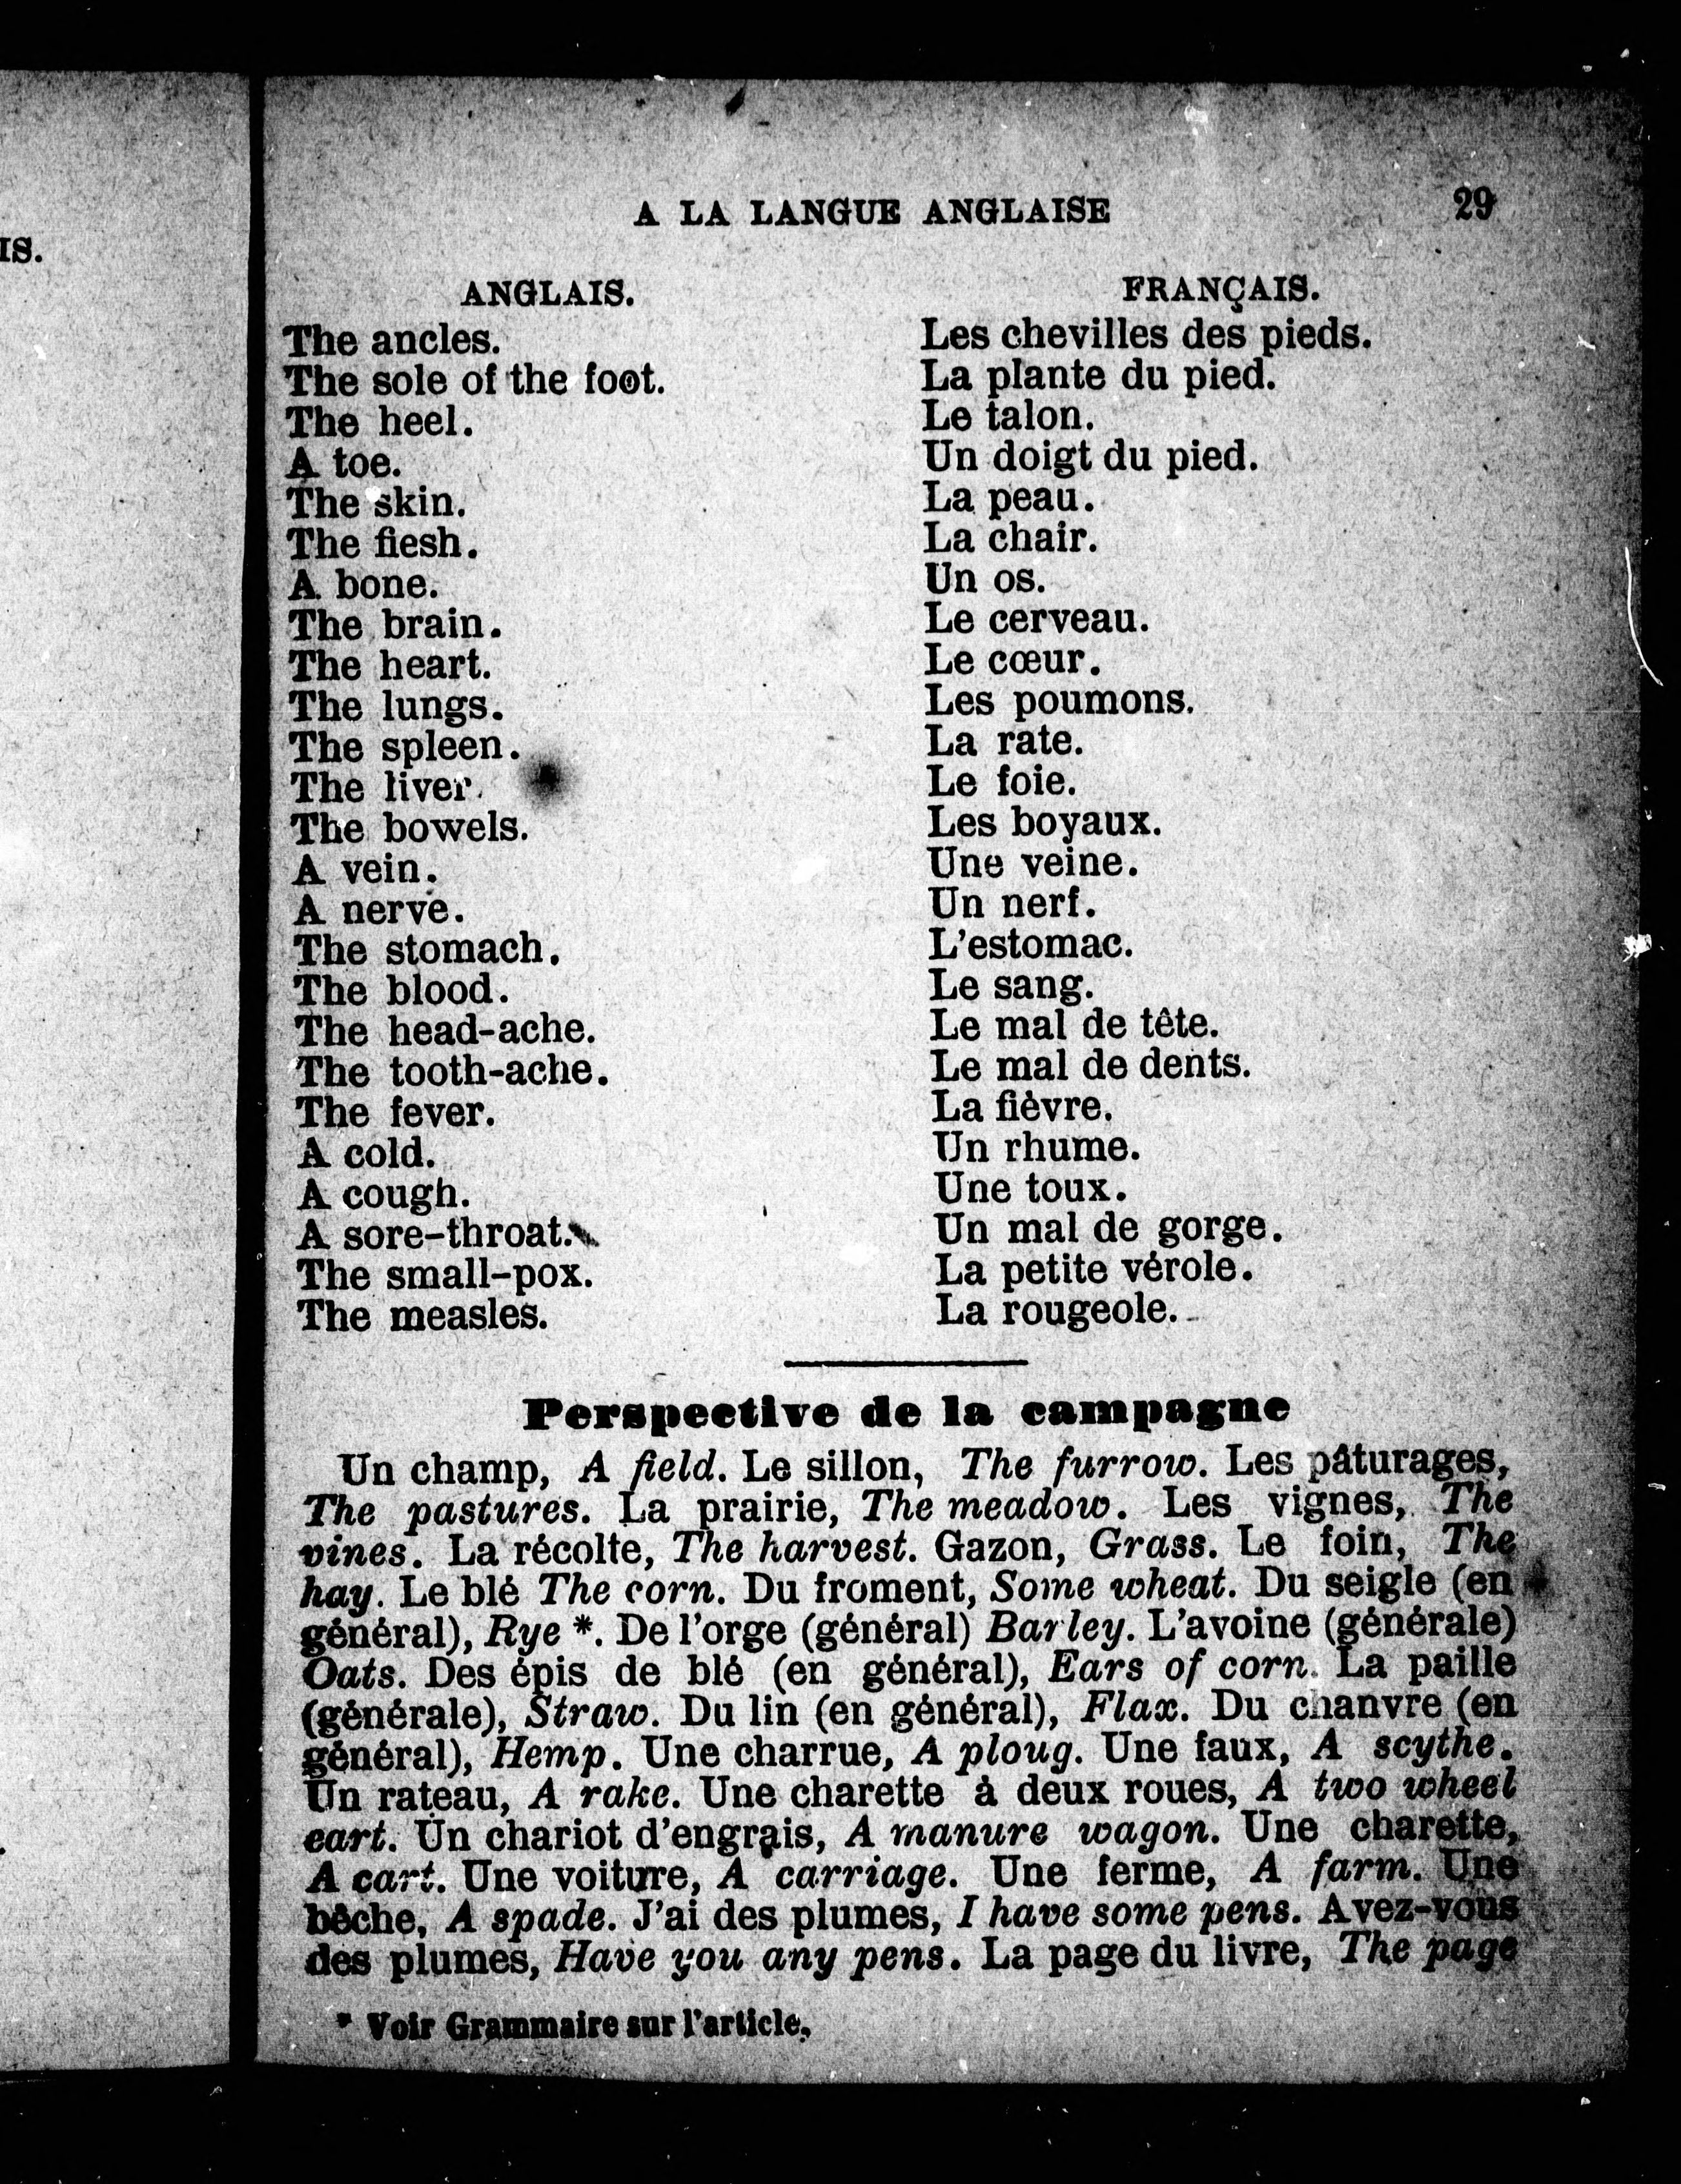 IS.
A LA LANGUE ANGLAISE 29
ANGLAIS. FRANÇAIS.
The ancles. Les chevilles des pieds.
The sole of the foot. La plante du pied.
The heel. Le talon.
A toe. Un doigt du pied.
The skin. La peau.
The fiesh. La chair.
A bone. Un os.
The brain. Le cerveau.
The heart. Le cœur.
The lungs. Les poumons.
The spleen. La rate.
The liver. Le foie.
The bowels. Les boyaux.
A vein. Une veine.
A nerve. Un nerf.
The stomach. L'estomac.
The blood. Le sang.
The head-ache. Le mal de tête.
The tooth-ache. Le mal de dents.
The fever. La fièvre.
A cold. Un rhume.
A cough. Une toux.
A sore-throat. Un mal de gorge.
The small-pox. La petite vérole.
The measles. La rougeole.
Perspective de la campagne
Un champ, A field. Le sillon, The furrow. Les pâturages,
The pastures. La prairie, The meadow. Les vignes, The
vines. La récolte, The harvest. Gazon, Grass. Le foin, The
hay. Le blé The corn. Du froment, Some wheat. Du seigle (en
général), Rye *. De l'orge (général) Barley. L'avoine (générale)
Oats. Des épis de blé (en général), Ears of corn. La paille
(générale), Straw. Du lin (en général), Flax. Du chanvre (en
général), Hemp. Une charrue, A ploug. Une faux, A scythe.
Un rateau, A rake. Une charette à deux roues, A two wheel
cart. Un chariot d'engrais, A manure wagon. Une charette,
A cart. Une voiture, A carriage. Une ferme, A farm. Une
bêche, A spade. J'ai des plumes, I have some pens. Avez-vous
des plumes, Have you any pens. La page du livre, The page
* Voir Grammaire sur l'article,